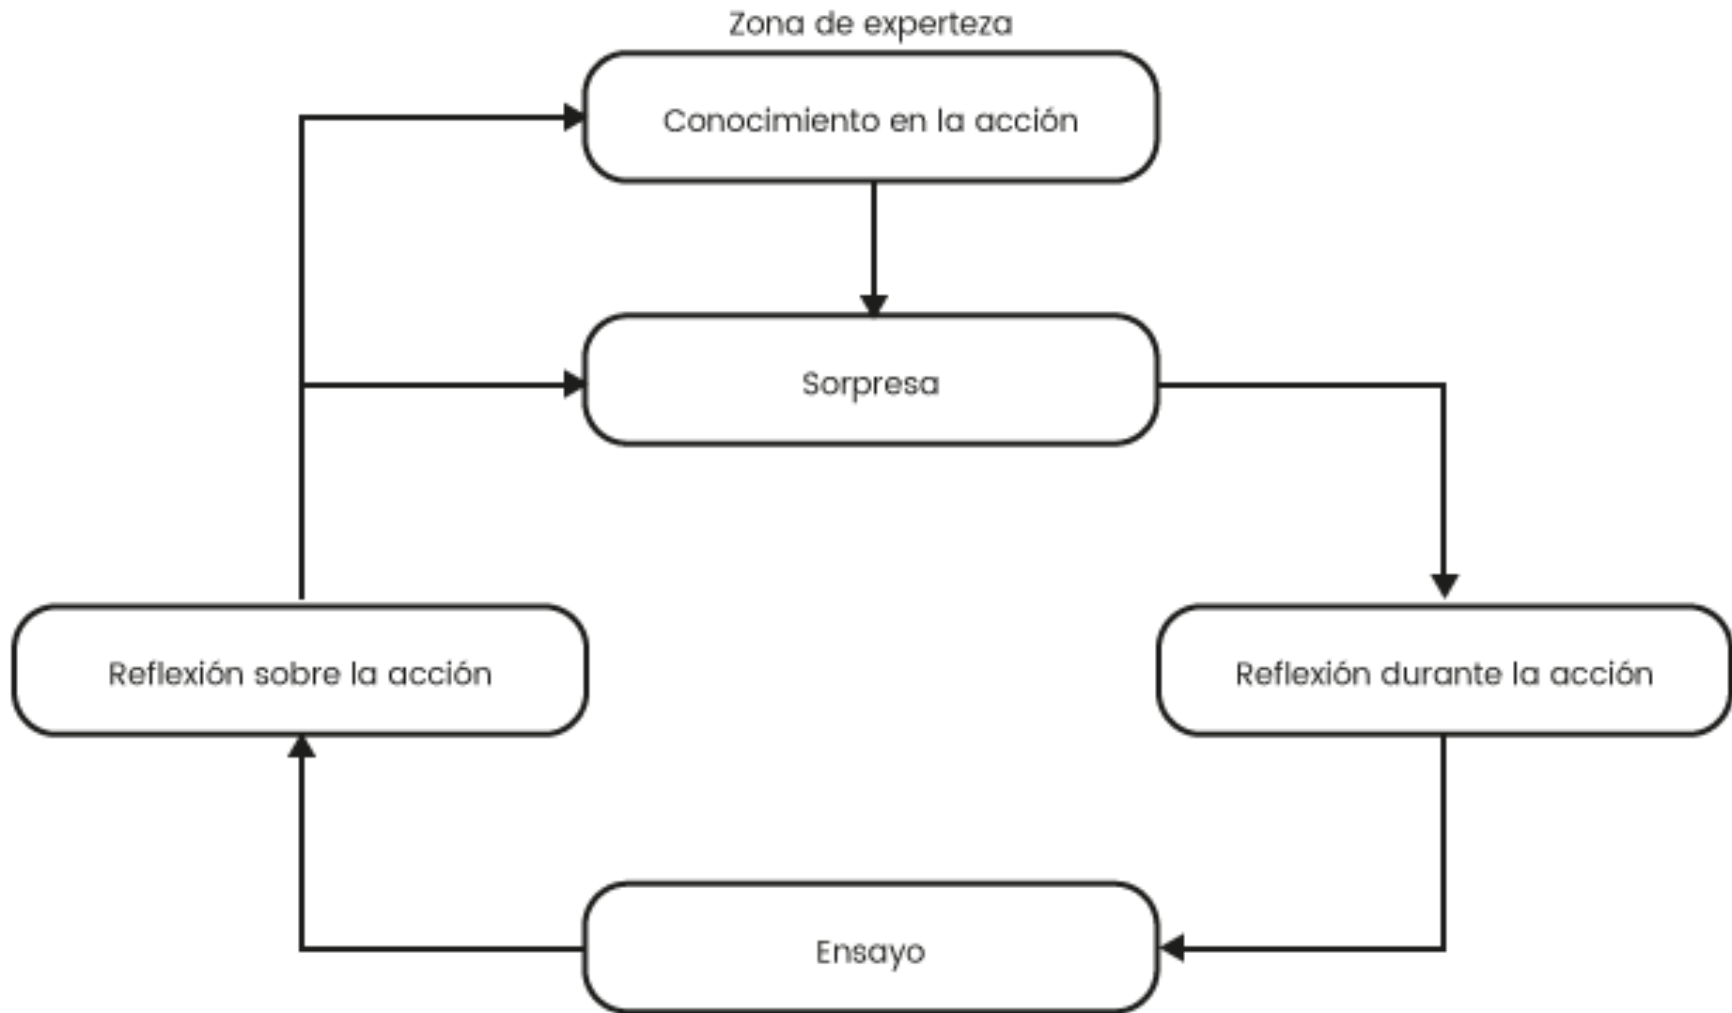 Zona de experteza
Conocimiento en la acción
Sorpresa
Reflexión sobre la acción
Reflexión durante la acción
Ensayo